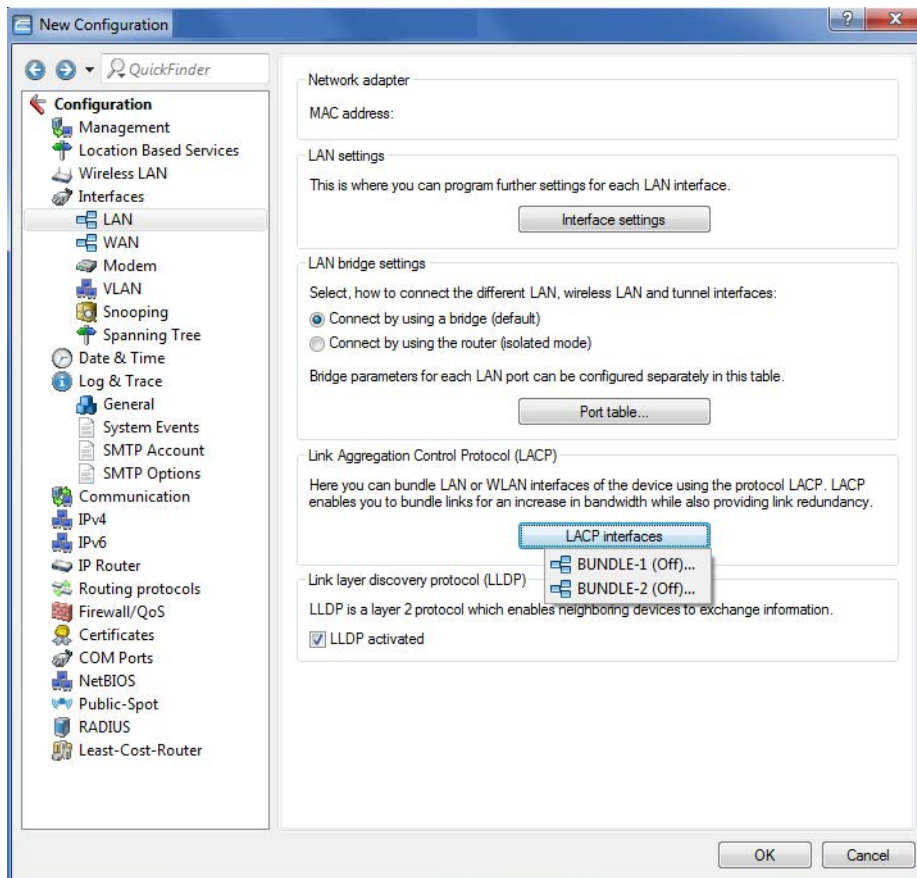 New Configuration
QuickFinder
Configuration
Management
Location Based Services
Wireless LAN
Interfaces
LAN
WAN
Modem
VLAN
Snooping
Spanning Tree
Date & Time
Log & Trace
General
System Events
SMTP Account
SMTP Options
Communication
IPv4
IPv6
IP Router
Routing protocols
Firewall/QoS
Certificates
COM Ports
NetBIOS
Public-Spot
RADIUS
Least-Cost-Router
Network adapter
MAC address:
LAN settings
This is where you can program further settings for each LAN interface.
Interface settings
LAN bridge settings
Select, how to connect the different LAN, wireless LAN and tunnel interfaces:
Connect by using a bridge (default)
Connect by using the router (isolated mode)
Bridge parameters for each LAN port can be configured separately in this table.
Port table...
Link Aggregation Control Protocol (LACP)
Here you can bundle LAN or WLAN interfaces of the device using the protocol LACP. LACP
enables you to bundle links for an increase in bandwidth while also providing link redundancy.
LACP interfaces
BUNDLE-1 (Off)...
BUNDLE-2 (Off)...
Link layer discovery protocol (LLDP)
LLDP is a layer 2 protocol which enables neighboring devices to exchange information.
LLDP activated
OK
Cancel